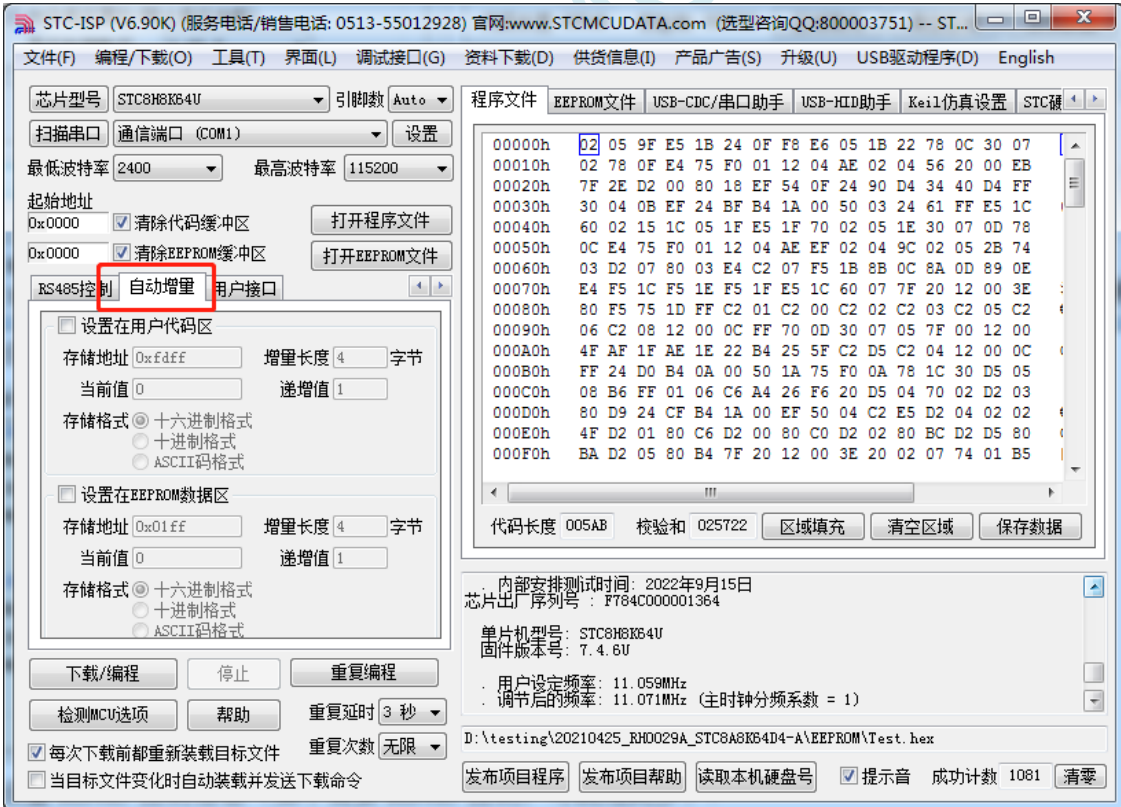 STC-ISP (V6.90K) (服务电话/销售电话: 0513-55012928) 官网:www.STCMCUDATA.com (选型咨询QQ:800003751) -- ST...
文件(F) 编程/下载(O) 工具(T) 界面(L) 调试接口(G) 资料下载(D) 供货信息(I) 产品广告(S) 升级(U) USB驱动程序(D) English
芯片型号 STC8H8K64U 引脚数 Auto
扫描串口 通信端口 (COM1) 设置
最低波特率 2400 最高波特率 115200
起始地址
0x0000 清除代码缓冲区 打开程序文件
0x0000 清除EEPROM缓冲区 打开EEPROM文件
RS485控制 自动增量 用户接口
设置在用户代码区
存储地址 0xfdff 增量长度 4 字节
当前值 0 递增值 1
存储格式 十六进制格式
十进制格式
ASCII码格式
设置在EEPROM数据区
存储地址 0x01ff 增量长度 4 字节
当前值 0 递增值 1
存储格式 十六进制格式
十进制格式
ASCII码格式
下载/编程 停止 重复编程
检测MCU选项 帮助 重复延时 3 秒
每次下载前都重新装载目标文件 重复次数 无限
当目标文件变化时自动装载并发送下载命令
程序文件 EEPROM文件 USB-CDC/串口助手 USB-HID助手 Keil仿真设置 STC硬
00000h 02 05 9F E5 1B 24 0F F8 E6 05 1B 22 78 0C 30 07
00010h 02 78 0F E4 75 F0 01 12 04 AE 02 04 56 20 00 EB
00020h 7F 2E D2 00 80 18 EF 54 0F 24 90 D4 34 40 D4 FF
00030h 30 04 0B EF 24 BF B4 1A 00 50 03 24 61 FF E5 1C
00040h 60 02 15 1C 05 1F E5 1F 70 02 05 1E 30 07 0D 78
00050h 0C E4 75 F0 01 12 04 AE EF 02 04 9C 02 05 2B 74
00060h 03 D2 07 80 03 E4 C2 07 F5 1B 8B 0C 8A 0D 89 0E
00070h E4 F5 1C F5 1E F5 1F E5 1C 60 07 7F 20 12 00 3E
00080h 80 F5 75 1D FF C2 01 C2 00 C2 02 C2 03 C2 05 C2
00090h 06 C2 08 12 00 0C FF 70 0D 30 07 05 7F 00 12 00
000A0h 4F AF 1F AE 1E 22 B4 25 5F C2 D5 C2 04 12 00 0C
000B0h FF 24 D0 B4 0A 00 50 1A 75 F0 0A 78 1C 30 D5 05
000C0h 08 B6 FF 01 06 C6 A4 26 F6 20 D5 04 70 02 D2 03
000D0h 80 D9 24 CF B4 1A 00 EF 50 04 C2 E5 D2 04 02 02
000E0h 4F D2 01 80 C6 D2 00 80 C0 D2 02 80 BC D2 D5 80
000F0h BA D2 05 80 B4 7F 20 12 00 3E 20 02 07 74 01 B5
代码长度 005AB 校验和 025722 区域填充 清空区域 保存数据
. 内部安排测试时间: 2022年9月15日
芯片出厂序列号 : F784C000001364
单片机型号: STC8H8K64U
固件版本号: 7.4.6U
. 用户设定频率: 11.059MHz
. 调节后的频率: 11.071MHz (主时钟分频系数 = 1)
D:\testing\20210425_RH0029A_STC8A8K64D4-A\EEPROM\Test.hex
发布项目程序 发布项目帮助 读取本机硬盘号 提示音 成功计数 1081 清零